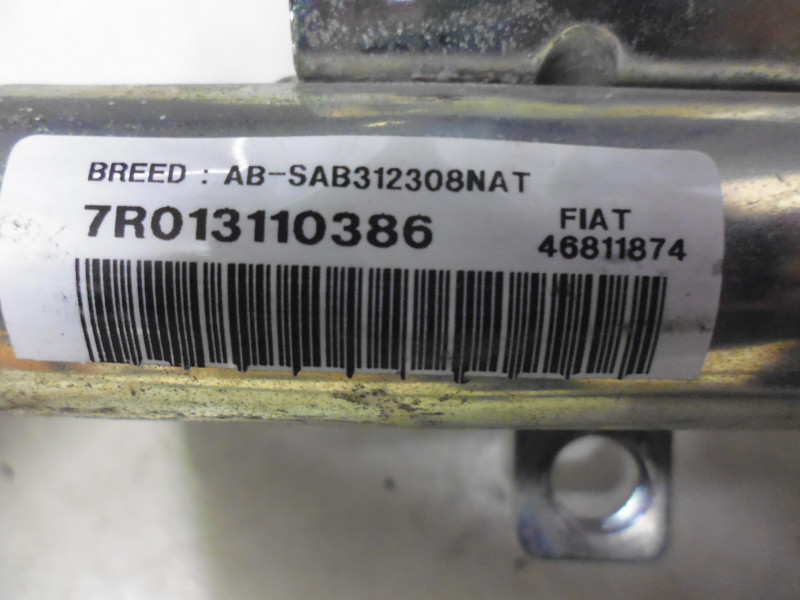 BREED : AB-SAB312308NAT
7R013110386
FIAT
46811874